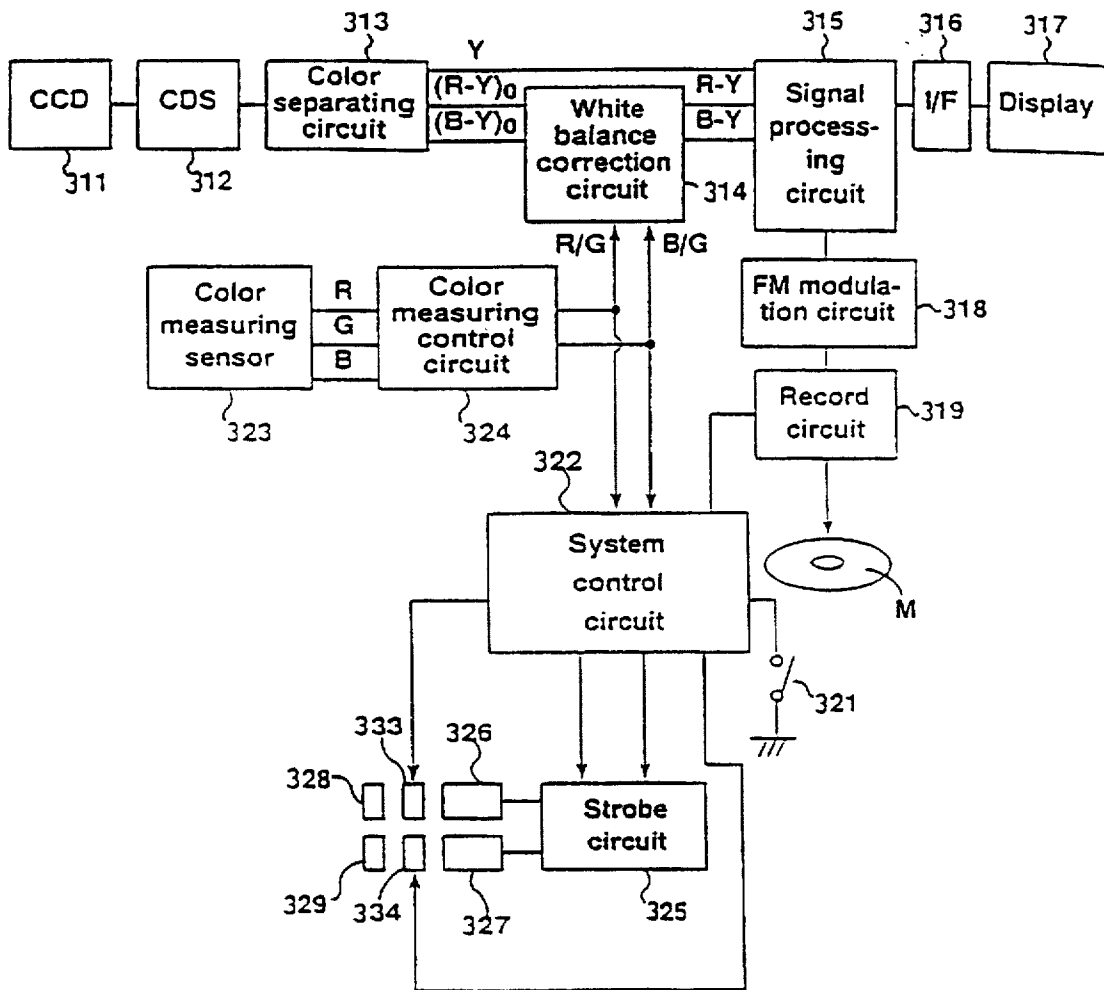 313
315
316
317
Y
CCD
CDS
Color
separating
circuit
(R-Y)0
(B-Y)0
White
balance
correction
circuit
R-Y
B-Y
Signal
process-
ing
circuit
I/F
Display
311
312
314
R/G
B/G
Color
measuring
sensor
R
G
B
Color
measuring
control
circuit
FM modula-
tion circuit
318
323
324
Record
circuit
319
322
System
control
circuit
M
321
333
326
328
Strobe
circuit
329
334
327
325